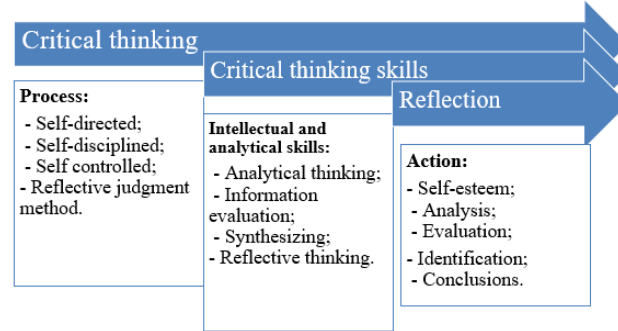 Critical thinking
Process:
- Self-directed;
- Self-disciplined;
- Self controlled;
- Reflective judgment
method.
Critical thinking skills
Intellectual and
analytical skills:
- Analytical thinking;
- Information
evaluation;
- Synthesizing;
- Reflective thinking.
Reflection
Action:
- Self-esteem;
- Analysis;
- Evaluation;
- Identification;
- Conclusions.